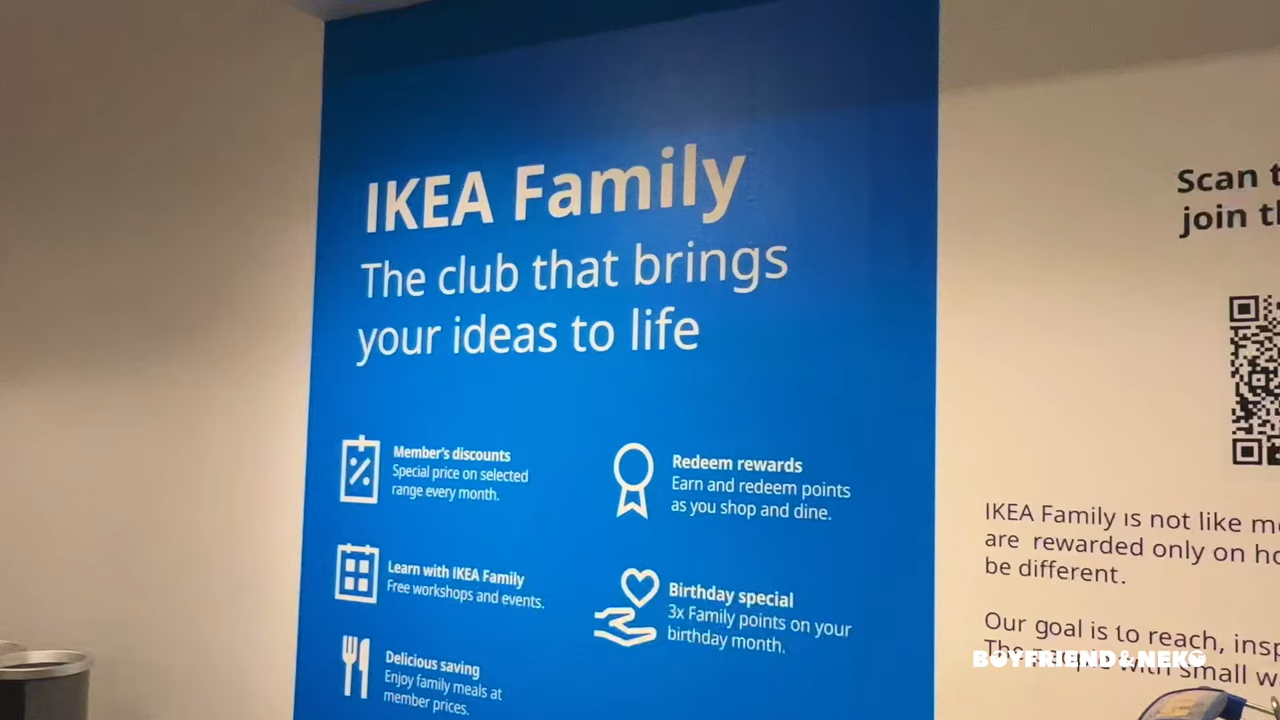 IKEA Family
The club that brings
your ideas to life
Member's discounts
Special price on selected
range every month.
Redeem rewards
Earn and redeem points
as you shop and dine.
Learn with IKEA Family
Free workshops and events.
Birthday special
3x Family points on your
birthday month.
Delicious saving
Enjoy family meals at
member prices.
Scan
join
IKEA Family is not like
are rewarded only on
be different.
Our goal is to reach,
with small
BOYFRIEND & NEKO